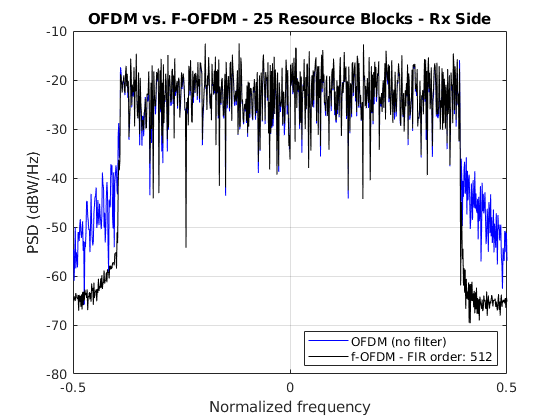 OFDM vs. F-OFDM - 25 Resource Blocks - Rx Side
-10
-20
-30
-40
-50
-60
-70
-80
PSD (dBW/Hz)
-0.5
0
0.5
Normalized frequency
OFDM (no filter)
f-OFDM - FIR order: 512